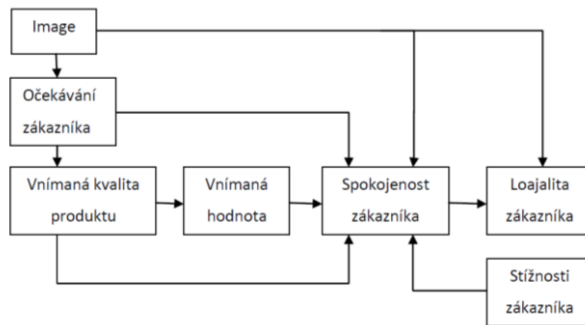 Image
Očekávání
zákazníka
Vnímaná kvalita
produktu
Vnímaná
hodnota
Spokojenost
zákazníka
Loajalita
zákazníka
Stížnosti
zákazníka